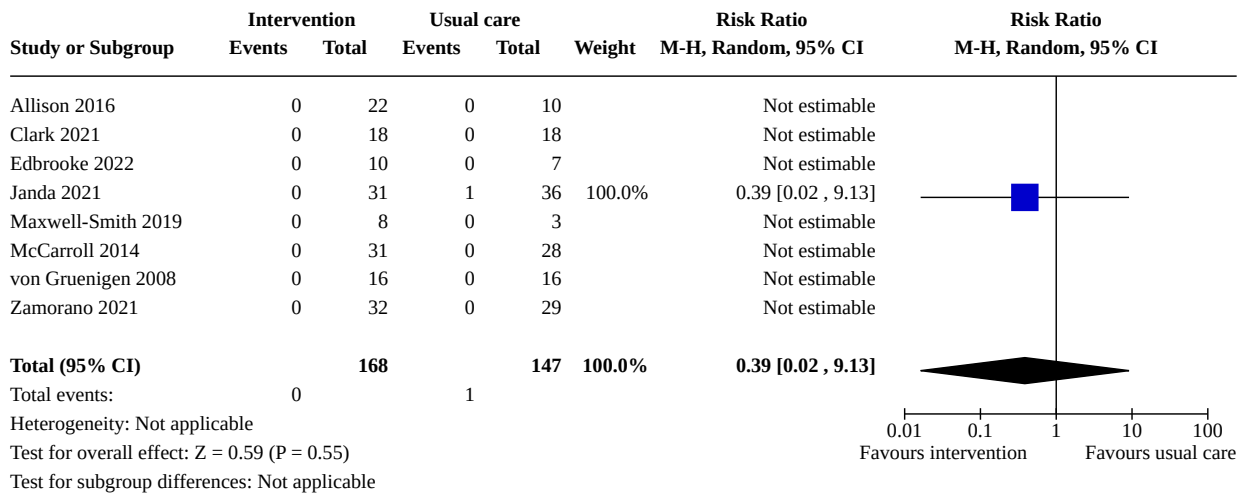 Intervention Usual care Risk Ratio Risk Ratio
Study or Subgroup Events Total Events Total Weight M-H, Random, 95% CI M-H, Random, 95% CI
Allison 2016 0 22 0 10 Not estimable
Clark 2021 0 18 0 18 Not estimable
Edbrooke 2022 0 10 0 7 Not estimable
Janda 2021 0 31 1 36 100.0% 0.39 [0.02 , 9.13]
Maxwell-Smith 2019 0 8 0 3 Not estimable
McCarroll 2014 0 31 0 28 Not estimable
von Gruenigen 2008 0 16 0 16 Not estimable
Zamorano 2021 0 32 0 29 Not estimable
Total (95% CI) 168 147 100.0% 0.39 [0.02 , 9.13]
Total events: 0 1
Heterogeneity: Not applicable
0.01 0.1 1 10 100
Test for overall effect: Z = 0.59 (P = 0.55) Favours intervention Favours usual care
Test for subgroup differences: Not applicable